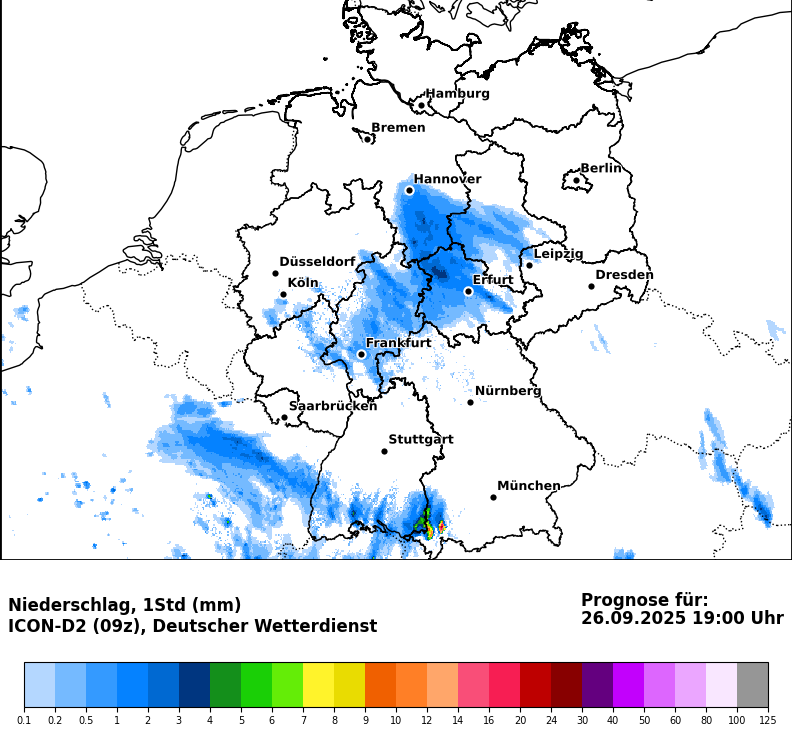 Hamburg
Bremen
Berlin
Hannover
Leipzig
Düsseldorf
Dresden
Köln
Erfurt
Frankfurt
Nürnberg
Saarbrücken
Stuttgart
München
Niederschlag, 1Std (mm)
ICON-D2 (09z), Deutscher Wetterdienst
Prognose für:
26.09.2025 19:00 Uhr
0.1 0.2 0.5 1 2 3 4 5 6 7 8 9 10 12 14 16 20 24 30 40 50 60 80 100 125